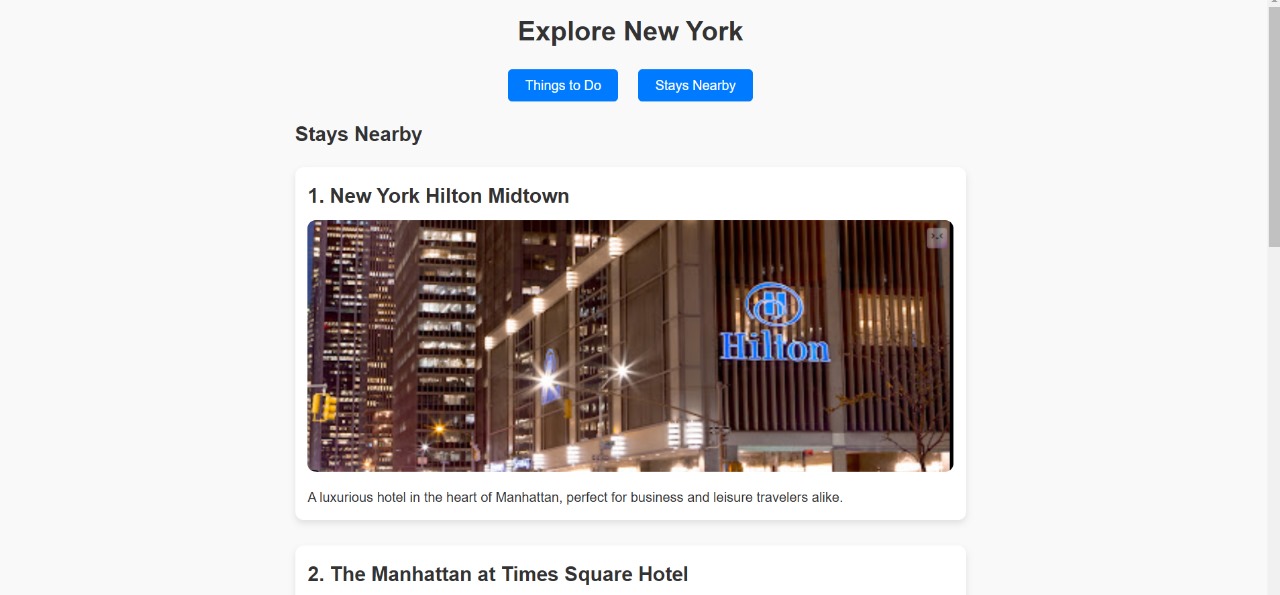 Explore New York
Things to Do
Stays Nearby
Stays Nearby
1. New York Hilton Midtown
Hilton
A luxurious hotel in the heart of Manhattan, perfect for business and leisure travelers alike.
2. The Manhattan at Times Square Hotel